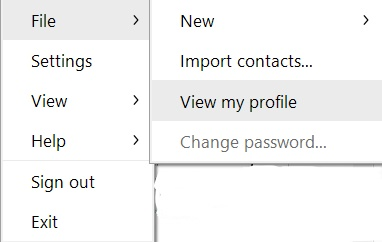 File
Settings
View
Help
Sign out
Exit
New
Import contacts...
View my profile
Change password...